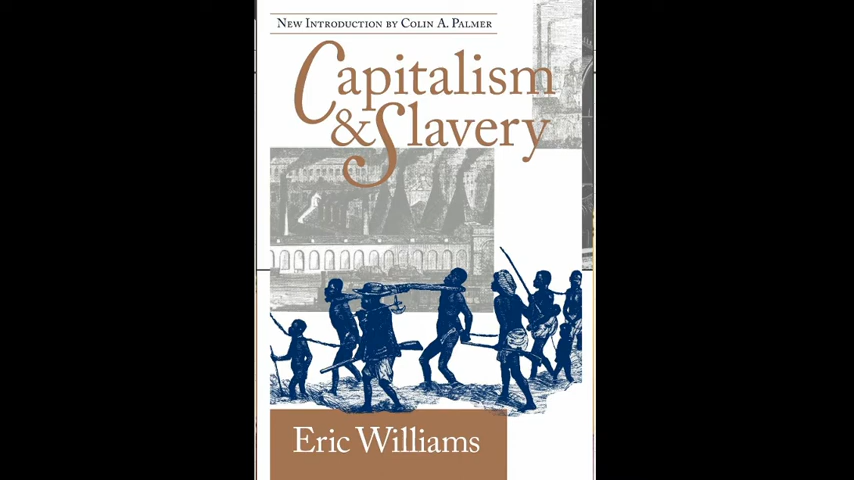 New Introduction by Colin A. Palmer
Capitalism
& Slavery
Eric Williams